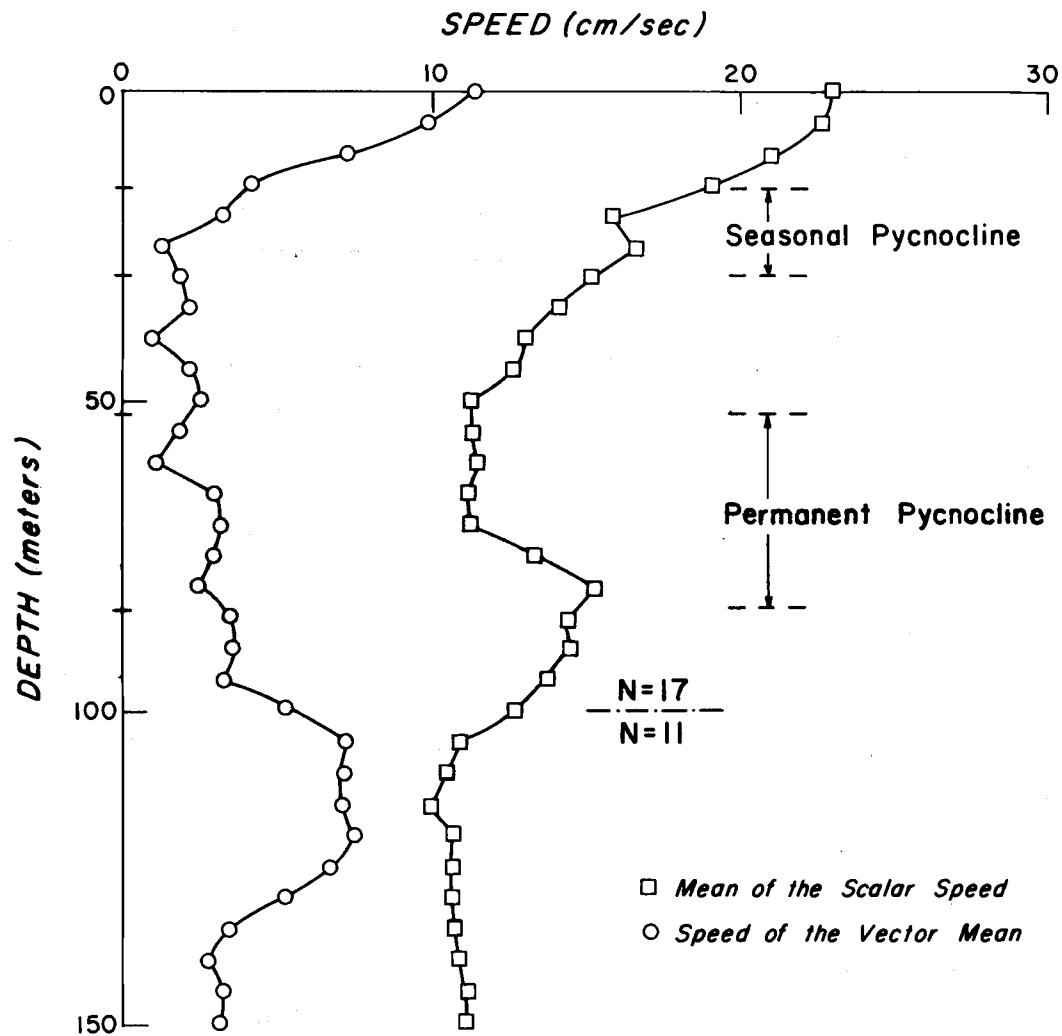 SPEED (cm/sec)
0 10 20 30
0
50
100
150
DEPTH (meters)
Seasonal Pycnocline
Permanent Pycnocline
N=17
N=11
Mean of the Scalar Speed
Speed of the Vector Mean